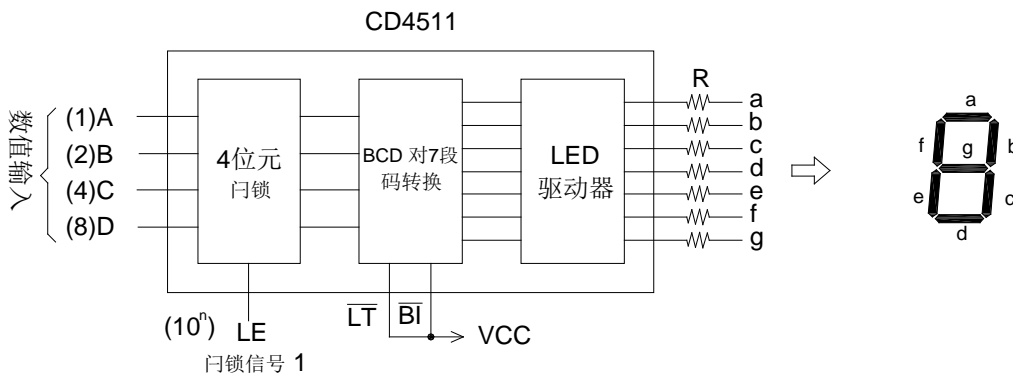 CD4511
数值输入
(1)A
(2)B
(4)C
(8)D
4位元
闩锁
BCD 对7段
码转换
LED
驱动器
R
a
b
c
d
e
f
g
a
f
g
b
e
c
d
(10ⁿ)
LE
闩锁信号 1
LT
BI
VCC